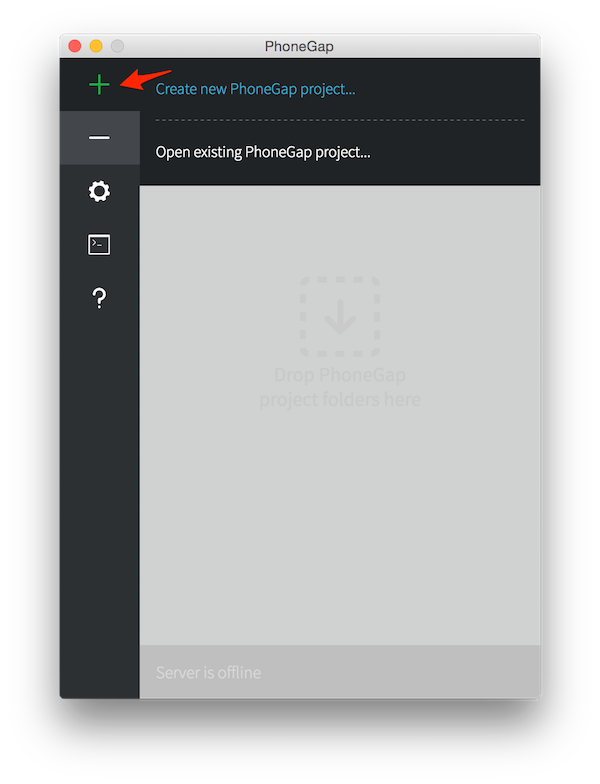 PhoneGap
Create new PhoneGap project...
Open existing PhoneGap project...
Drop PhoneGap
project folders here
Server is offline